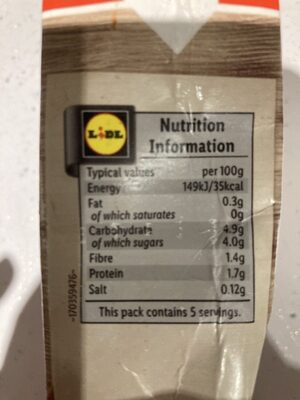 LIDL
Nutrition
Information
Typical values per 100g
Energy 149kJ/35kcal
Fat 0.3g
of which saturates 0g
Carbohydrate 4.9g
of which sugars 4.0g
Fibre 1.4g
Protein 1.7g
Salt 0.12g
This pack contains 5 servings.
-170359476-